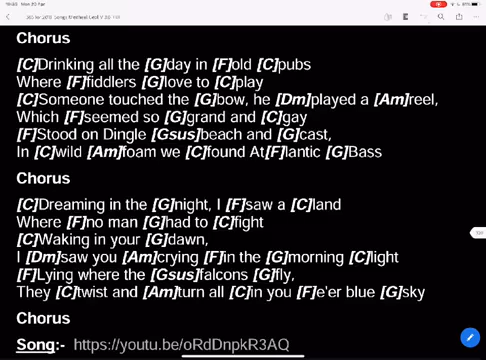 Chorus
[C]Drinking all the [G]day in [F]old [C]pubs
Where [F]fiddlers [G]love to [C]play
[C]Someone touched the [G]bow, he [Dm]played a [Am]reel,
Which [F]seemed so [G]grand and [C]gay
[F]Stood on Dingle [Gsus]beach and [G]cast,
In [C]wild [Am]foam we [C]found At[F]lantic [G]Bass
Chorus
[C]Dreaming in the [G]night, I [F]saw a [C]land
Where [F]no man [G]had to [C]fight
[C]Waking in your [G]dawn,
I [Dm]saw you [Am]crying [F]in the [G]morning [C]light
[F]Lying where the [Gsus]falcons [G]fly,
They [C]twist and [Am]turn all [C]in you [F]e'er blue [G]sky
Chorus
Song:- https://youtu.be/oRdDnpkR3AQ